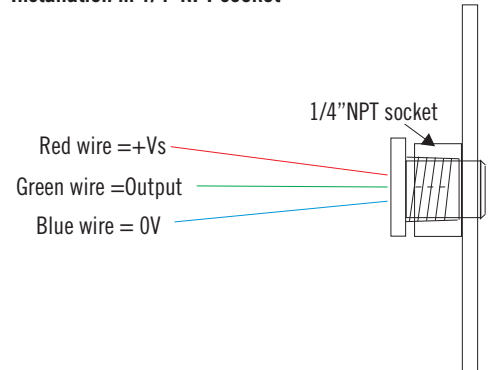 1/4”NPT socket
Red wire =+Vs
Green wire =Output
Blue wire = 0V